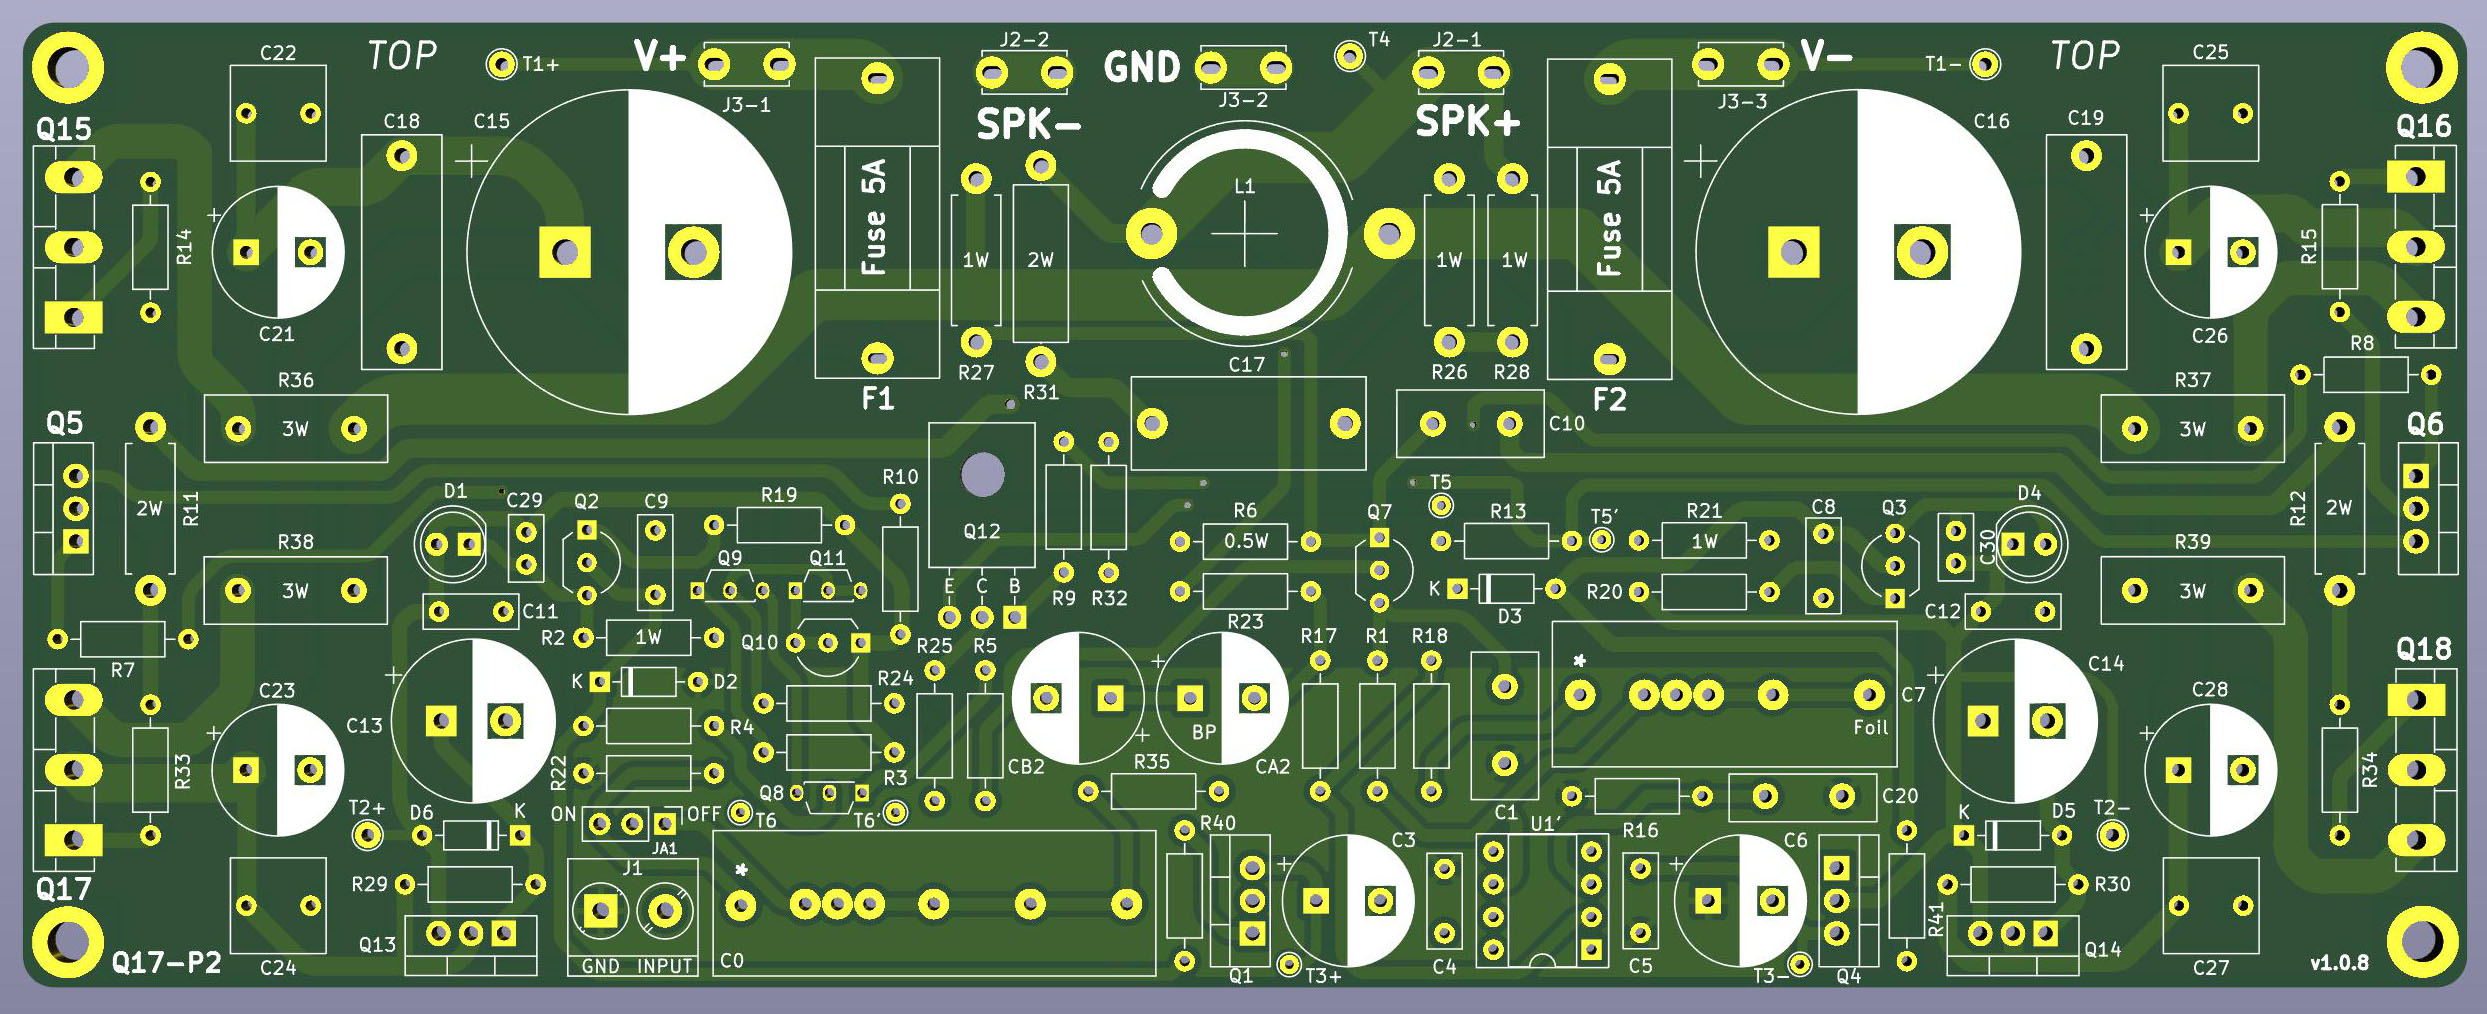 C22
TOP
T1+
V+
J3-1
J2-2
SPK-
GND
J3-2
T4
J2-1
SPK+
J3-3
V-
T1-
TOP
C25
Q15
C18
C15
C16
C19
Q16
R14
C21
Fuse 5A
1W
2W
L1
1W
1W
Fuse 5A
R15
C26
R36
3W
F1
R27
R31
C17
R26
R28
F2
C10
R37
3W
R8
Q5
R11
2W
D1
C29
Q2
C9
R19
R10
Q12
E C B
R9
R32
R6
0.5W
Q7
T5
R13
T5'
R21
1W
C8
Q3
C30
D4
R12
2W
Q6
R38
3W
C11
Q9
Q11
R23
K
D3
R20
C12
R39
3W
R7
R2
1W
Q10
R25
R5
R17
R1
R18
*
C7
Foil
C14
Q18
C23
C13
K
D2
R4
R24
R22
R3
Q8
CB2
BP
CA2
R35
C1
C20
C28
R33
R34
T2+
D6
K
ON
OFF
JA1
T6
T6'
R40
C3
U1'
R16
C6
K
D5
T2-
Q17
R29
J1
GND INPUT
*
C0
Q1
T3+
C4
C5
T3-
Q4
R41
R30
Q14
Q13
Q17-P2
C24
C27
v1.0.8